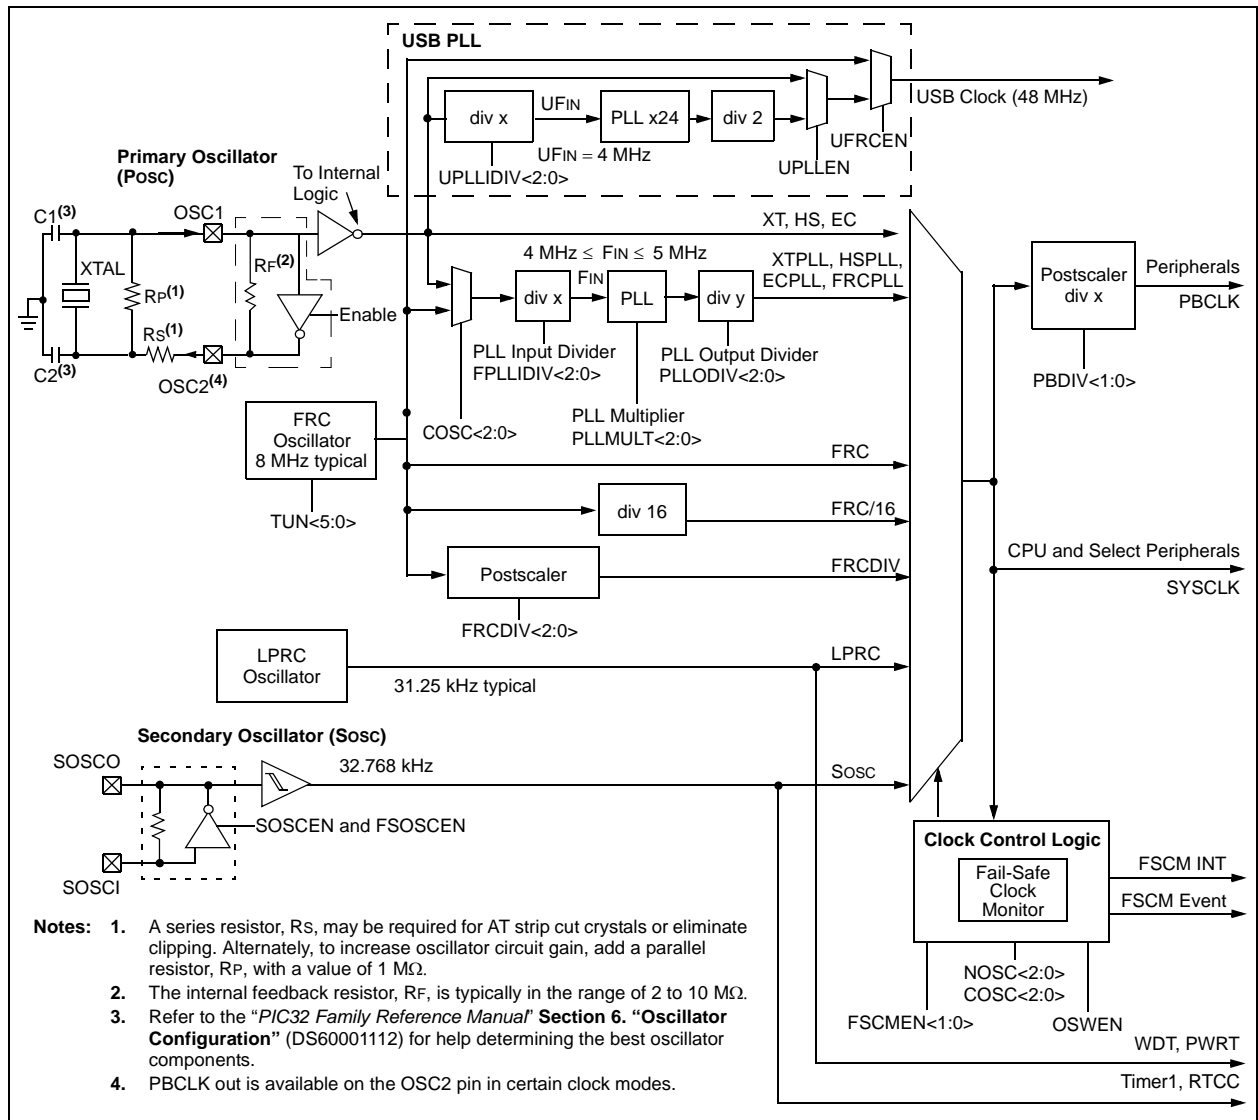 USB PLL
div x
UFIN
PLL x24
div 2
UFIN = 4 MHz
UPLLIDIV<2:0>
UFRCEN
UPLLEN
USB Clock (48 MHz)
Primary Oscillator
(POSC)
To Internal
Logic
C1(3)
OSC1
XTAL
RP(1)
RF(2)
Enable
RS(1)
C2(3)
OSC2(4)
XT, HS, EC
4 MHz ≤ FIN ≤ 5 MHz
FIN
XTPLL, HSPLL,
ECPLL, FRCPLL
div x
PLL
div y
PLL Input Divider
FPLLIDIV<2:0>
PLL Output Divider
PLLODIV<2:0>
PLL Multiplier
PLLMULT<2:0>
COSC<2:0>
Postscaler
div x
Peripherals
PBCLK
PBDIV<1:0>
FRC
Oscillator
8 MHz typical
TUN<5:0>
FRC
div 16
FRC/16
Postscaler
FRCDIV
FRCDIV<2:0>
CPU and Select Peripherals
SYSCLK
LPRC
Oscillator
31.25 kHz typical
LPRC
Secondary Oscillator (SOSC)
SOSCO
32.768 kHz
SOSC
SOSCEN and FSOSCEN
SOSCI
Clock Control Logic
Fail-Safe
Clock
Monitor
FSCM INT
FSCM Event
NOSC<2:0>
COSC<2:0>
FSCMEN<1:0>
OSWEN
WDT, PWRT
Timer1, RTCC
Notes: 1. A series resistor, RS, may be required for AT strip cut crystals or eliminate
clipping. Alternately, to increase oscillator circuit gain, add a parallel
resistor, RP, with a value of 1 MΩ.
2. The internal feedback resistor, RF, is typically in the range of 2 to 10 MΩ.
3. Refer to the “PIC32 Family Reference Manual” Section 6. “Oscillator
Configuration” (DS60001112) for help determining the best oscillator
components.
4. PBCLK out is available on the OSC2 pin in certain clock modes.